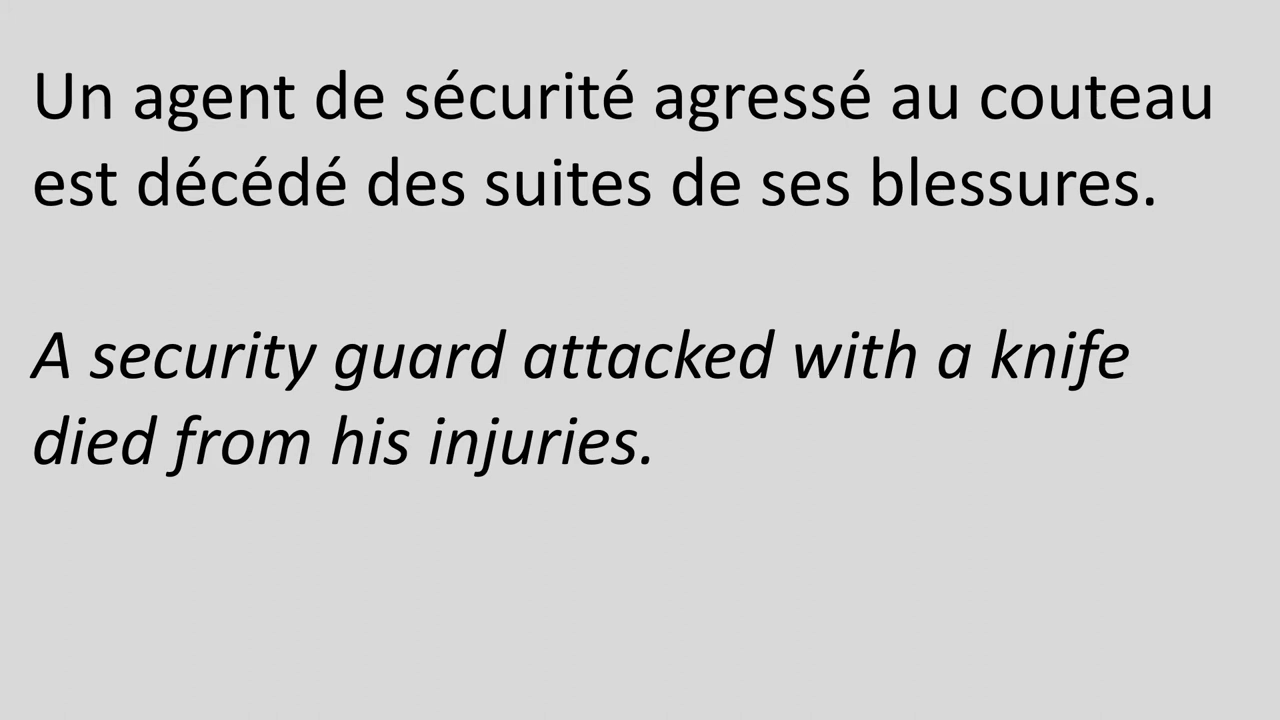 Un agent de sécurité agressé au couteau
est décédé des suites de ses blessures.
A security guard attacked with a knife
died from his injuries.